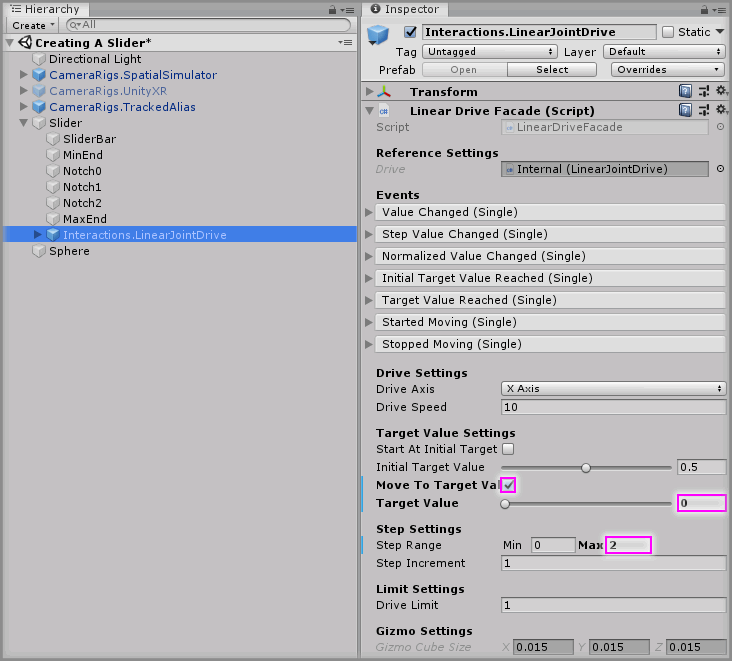 Hierarchy
Create
All
Creating A Slider*
Directional Light
CameraRigs.SpatialSimulator
CameraRigs.UnityXR
CameraRigs.TrackedAlias
Slider
SliderBar
MinEnd
Notch0
Notch1
Notch2
MaxEnd
Interactions.LinearJointDrive
Sphere
Inspector
Interactions.LinearJointDrive Static
Tag Untagged Layer Default
Prefab Open Select Overrides
Transform
Linear Drive Facade (Script)
Script LinearDriveFacade
Reference Settings
Drive Internal (LinearJointDrive)
Events
Value Changed (Single)
Step Value Changed (Single)
Normalized Value Changed (Single)
Initial Target Value Reached (Single)
Target Value Reached (Single)
Started Moving (Single)
Stopped Moving (Single)
Drive Settings
Drive Axis X Axis
Drive Speed 10
Target Value Settings
Start At Initial Target
Initial Target Value 0.5
Move To Target Val
Target Value 0
Step Settings
Step Range Min 0 Max 2
Step Increment 1
Limit Settings
Drive Limit 1
Gizmo Settings
Gizmo Cube Size X 0.015 Y 0.015 Z 0.015